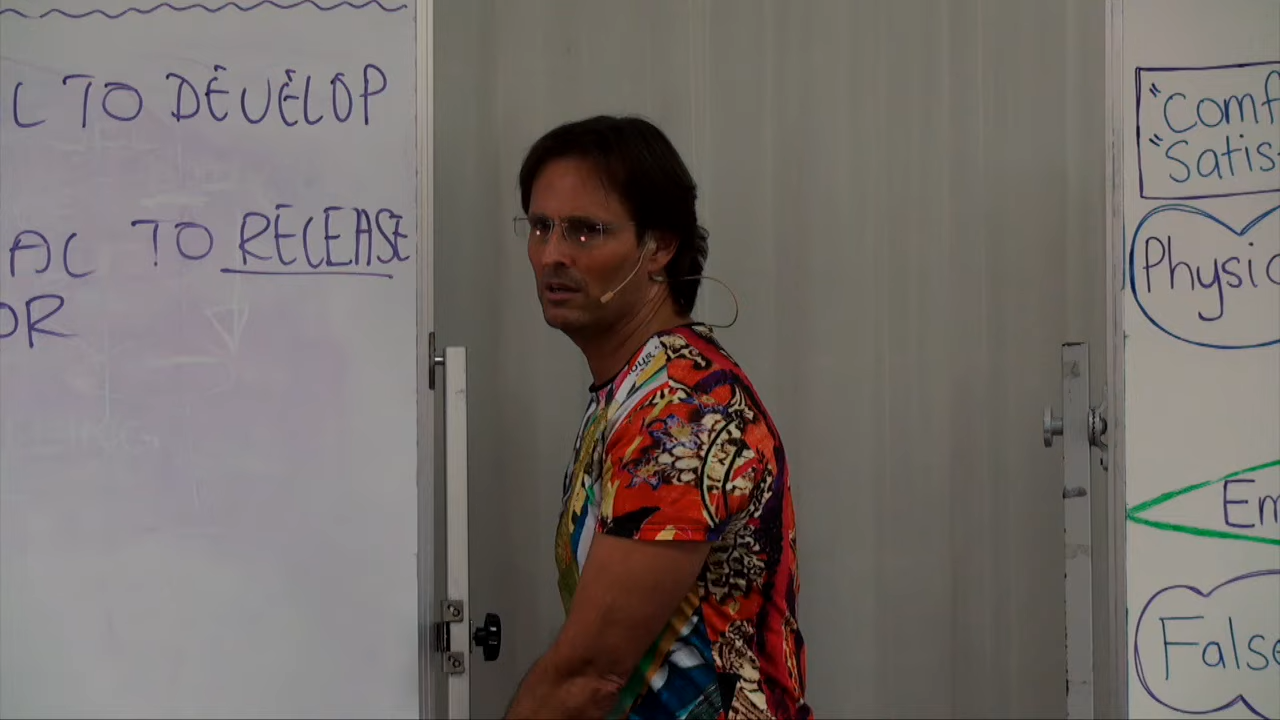 L TO DEVELOP
AC TO RELEASE
OR
"Comf
"Satis
Physic
Em
False